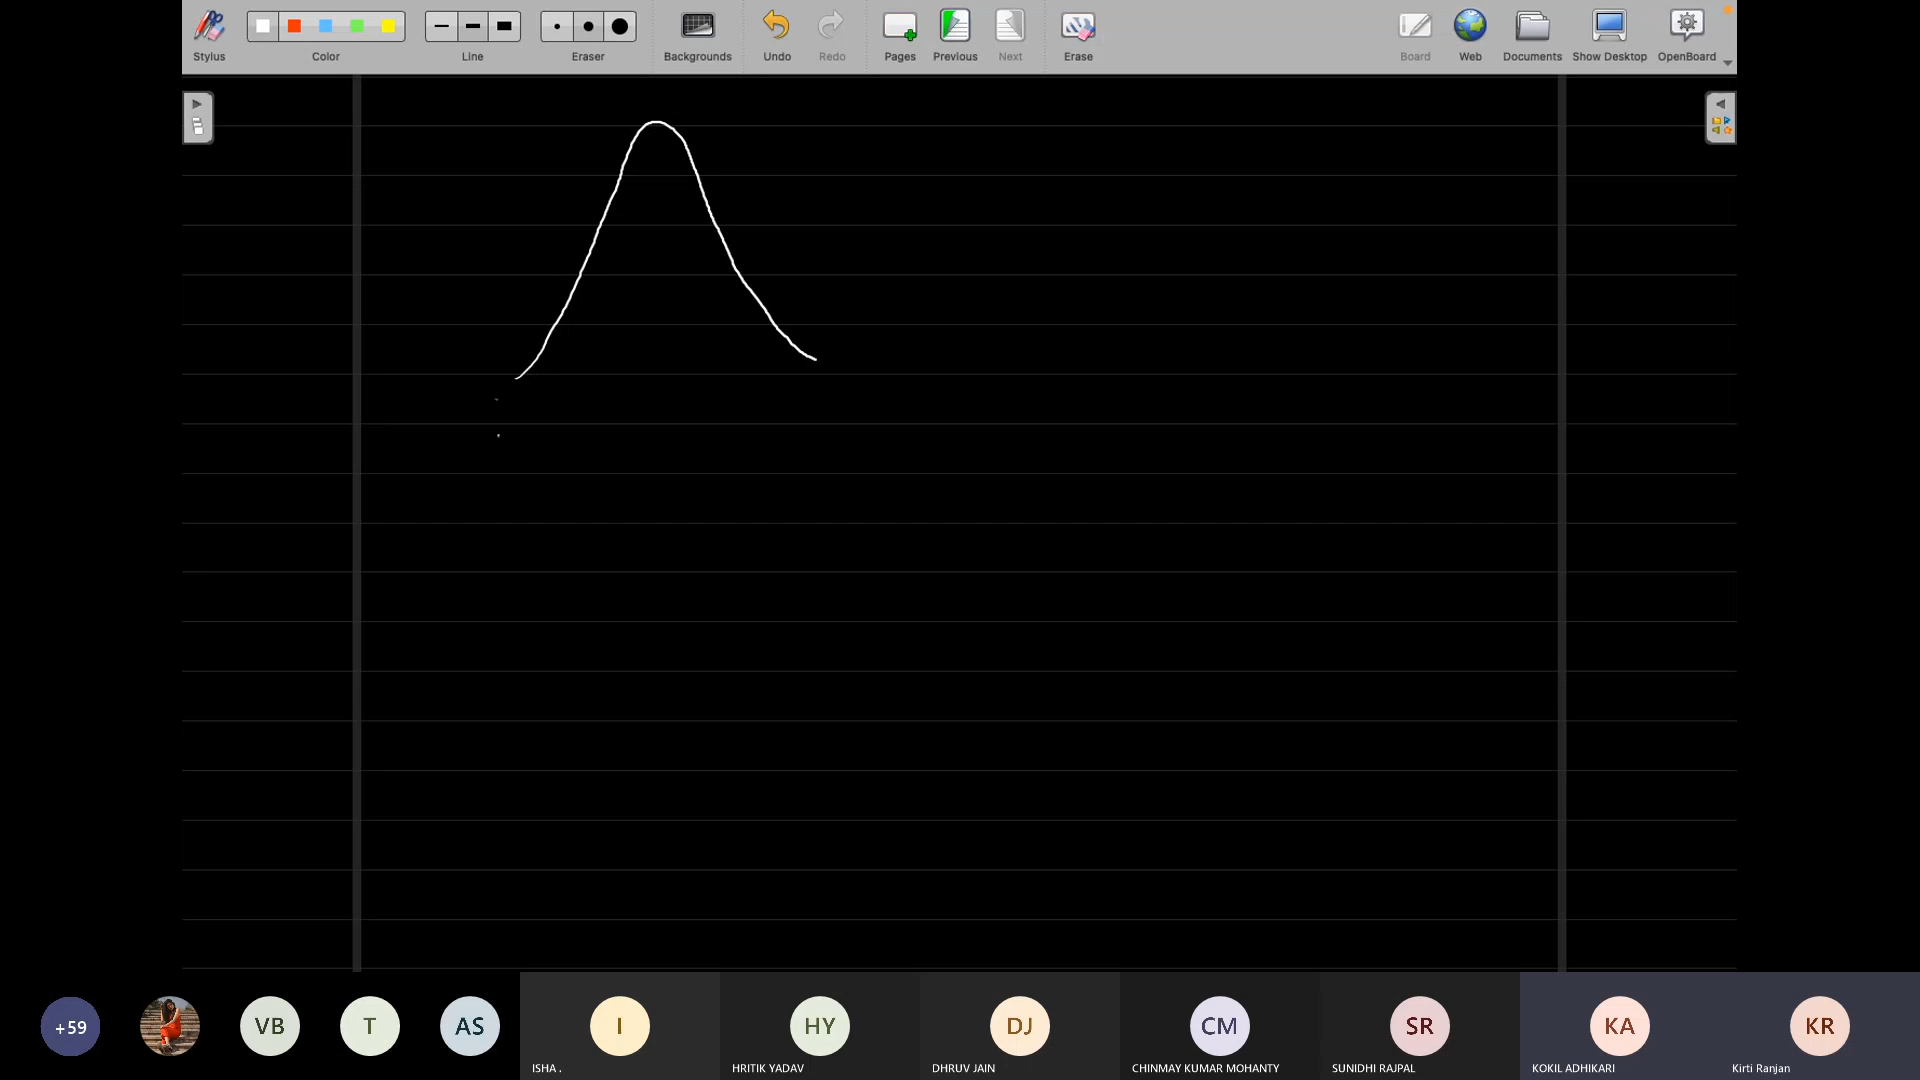 Stylus Color Line Eraser Backgrounds Undo Redo Pages Previous Next Erase Board Web Documents Show Desktop OpenBoard
+59 VB T AS I HY DJ CM SR KA KR
ISHA . HRITIK YADAV DHRUV JAIN CHINMAY KUMAR MOHANTY SUNIDHI RAJPAL KOKIL ADHIKARI Kirti Ranjan